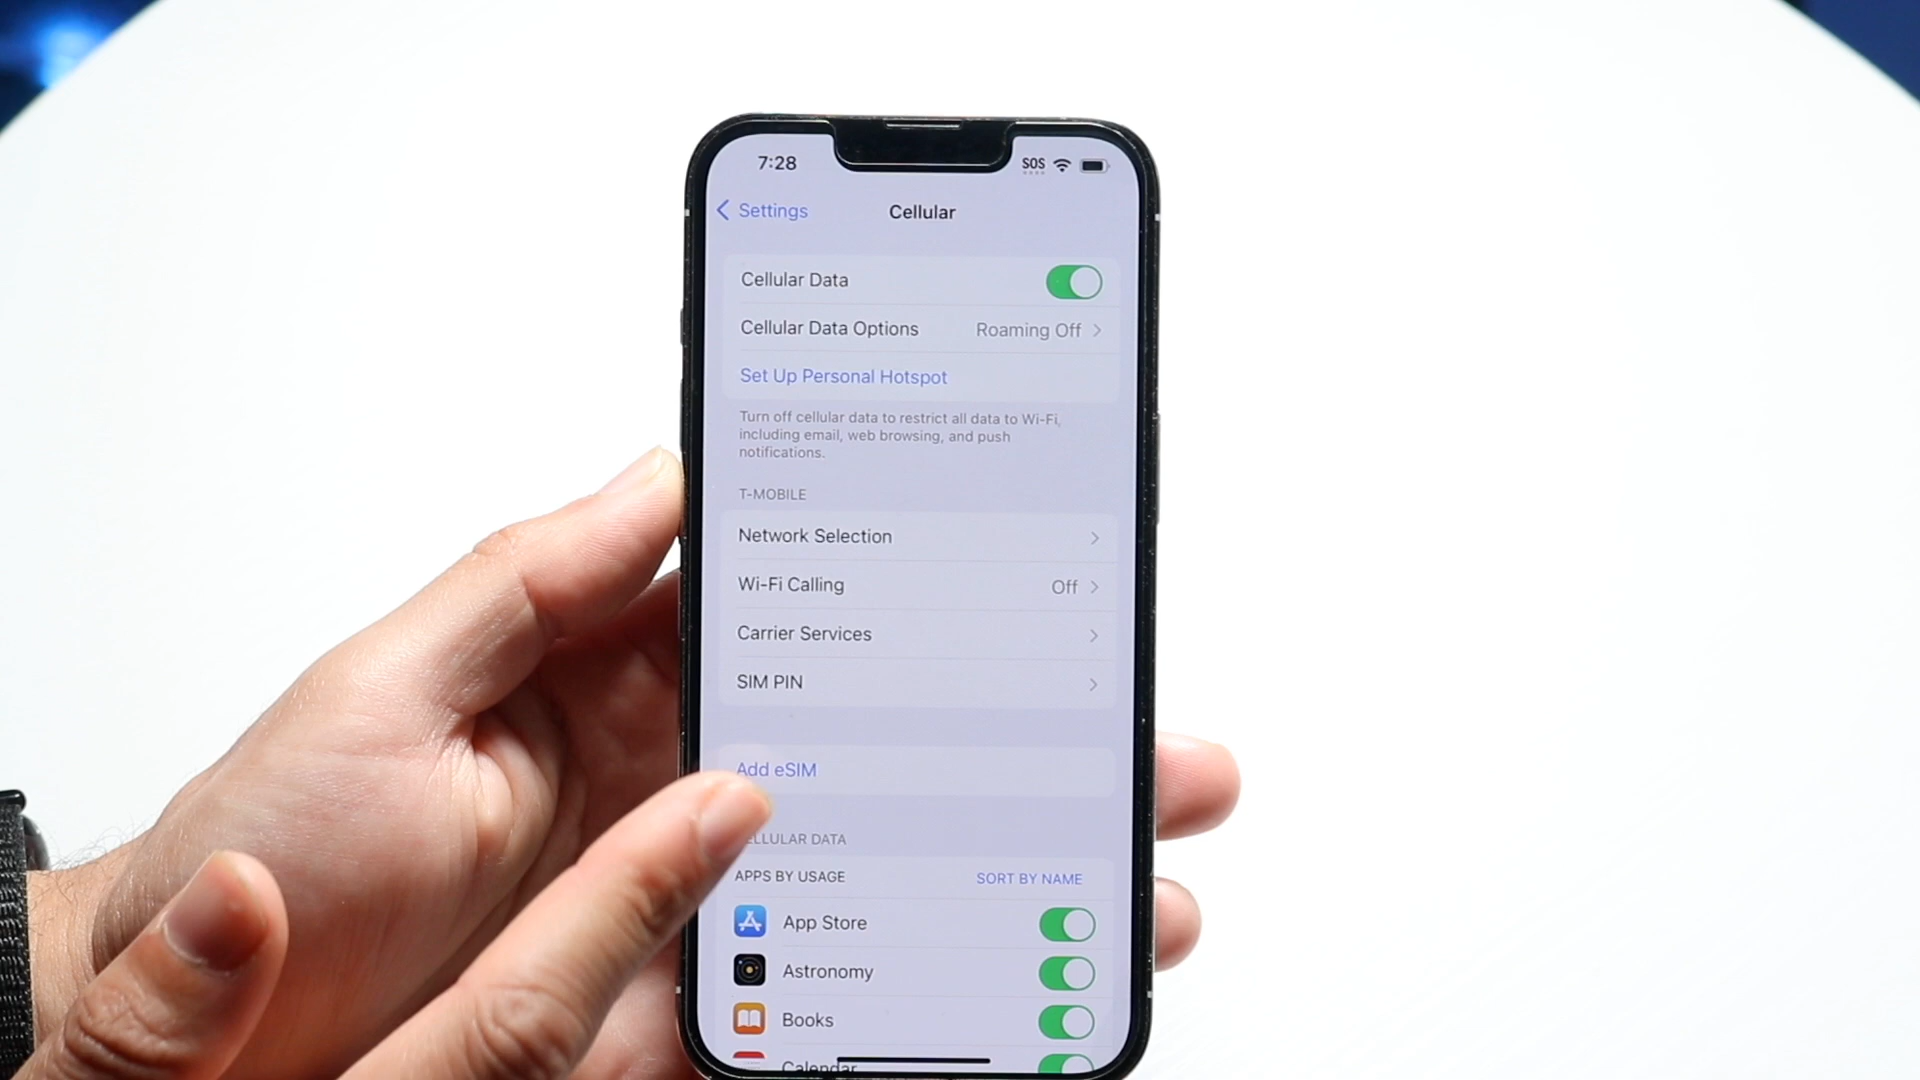 7:28
SOS
Settings
Cellular
Cellular Data
Cellular Data Options
Roaming Off
Set Up Personal Hotspot
Turn off cellular data to restrict all data to Wi-Fi,
including email, web browsing, and push
notifications.
T-MOBILE
Network Selection
Wi-Fi Calling
Off
Carrier Services
SIM PIN
Add eSIM
ELLULAR DATA
APPS BY USAGE
SORT BY NAME
App Store
Astronomy
Books
Calendar